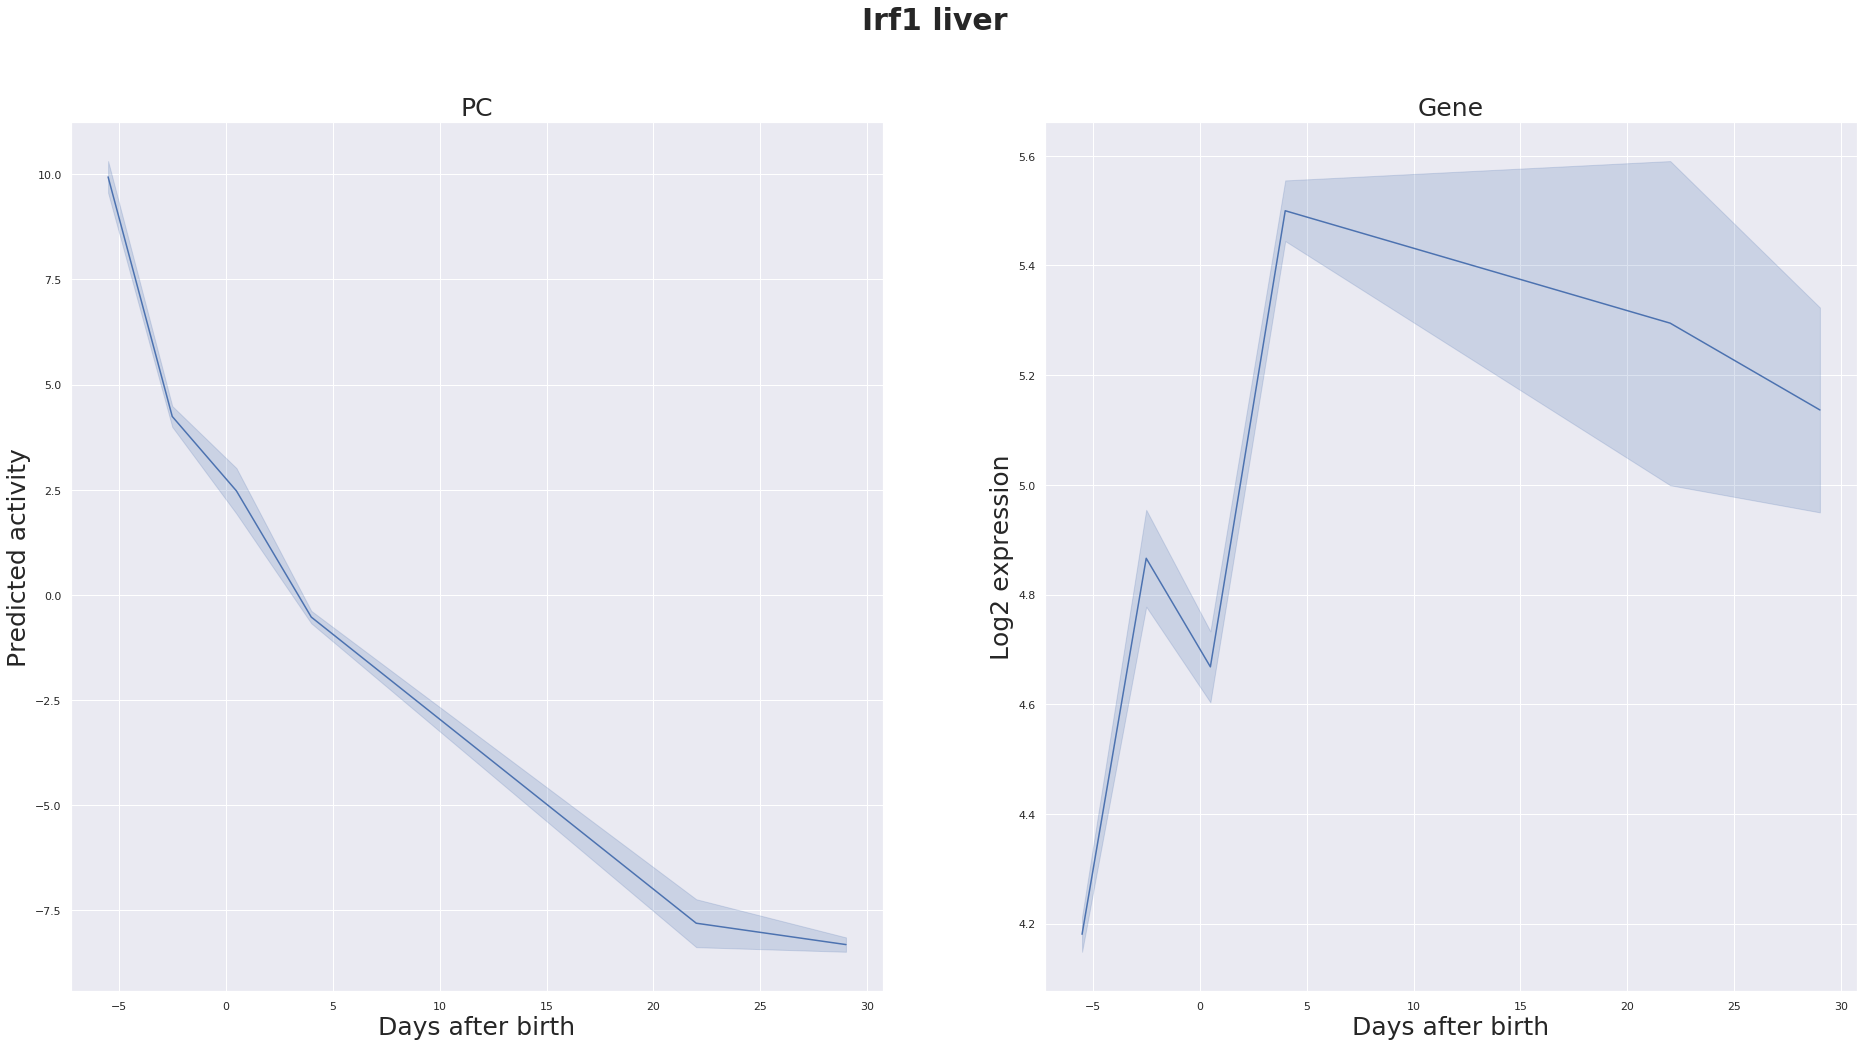 Irf1 liver
PC
Predicted activity
10.0
7.5
5.0
2.5
0.0
−2.5
−5.0
−7.5
−5 0 5 10 15 20 25 30
Days after birth
Gene
Log2 expression
5.6
5.4
5.2
5.0
4.8
4.6
4.4
4.2
−5 0 5 10 15 20 25 30
Days after birth